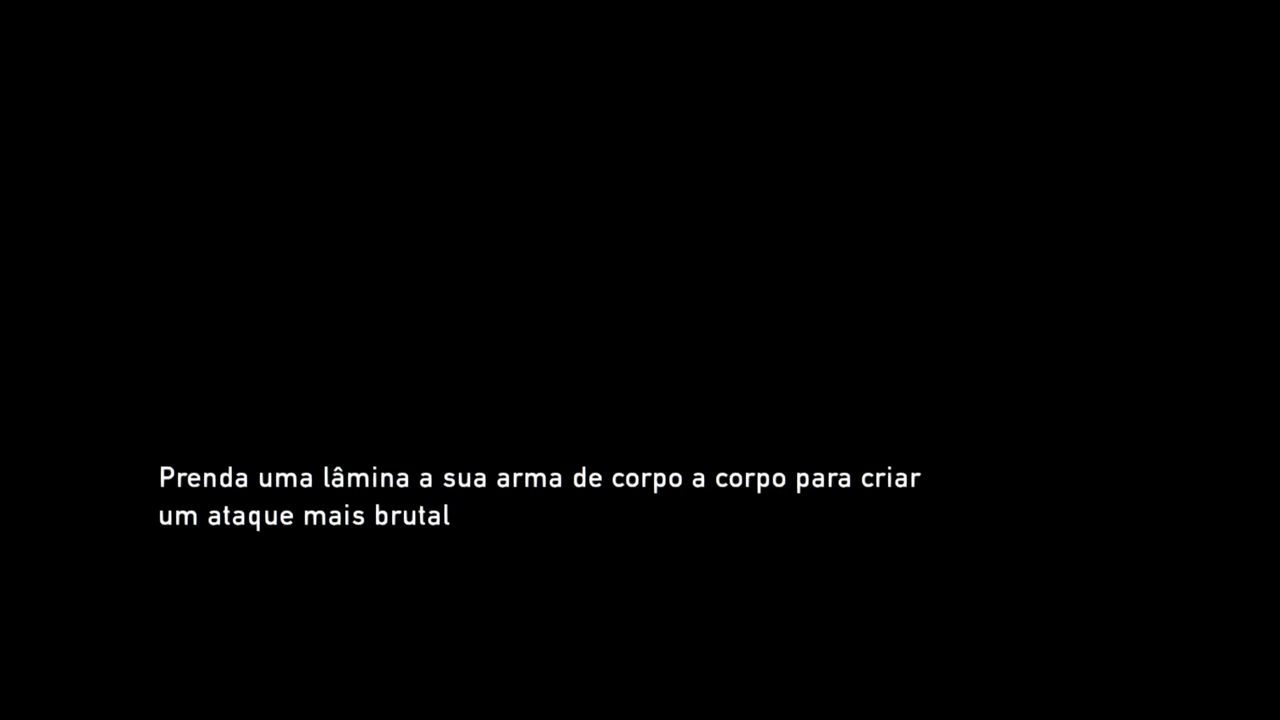 Prenda uma lâmina a sua arma de corpo a corpo para criar
um ataque mais brutal